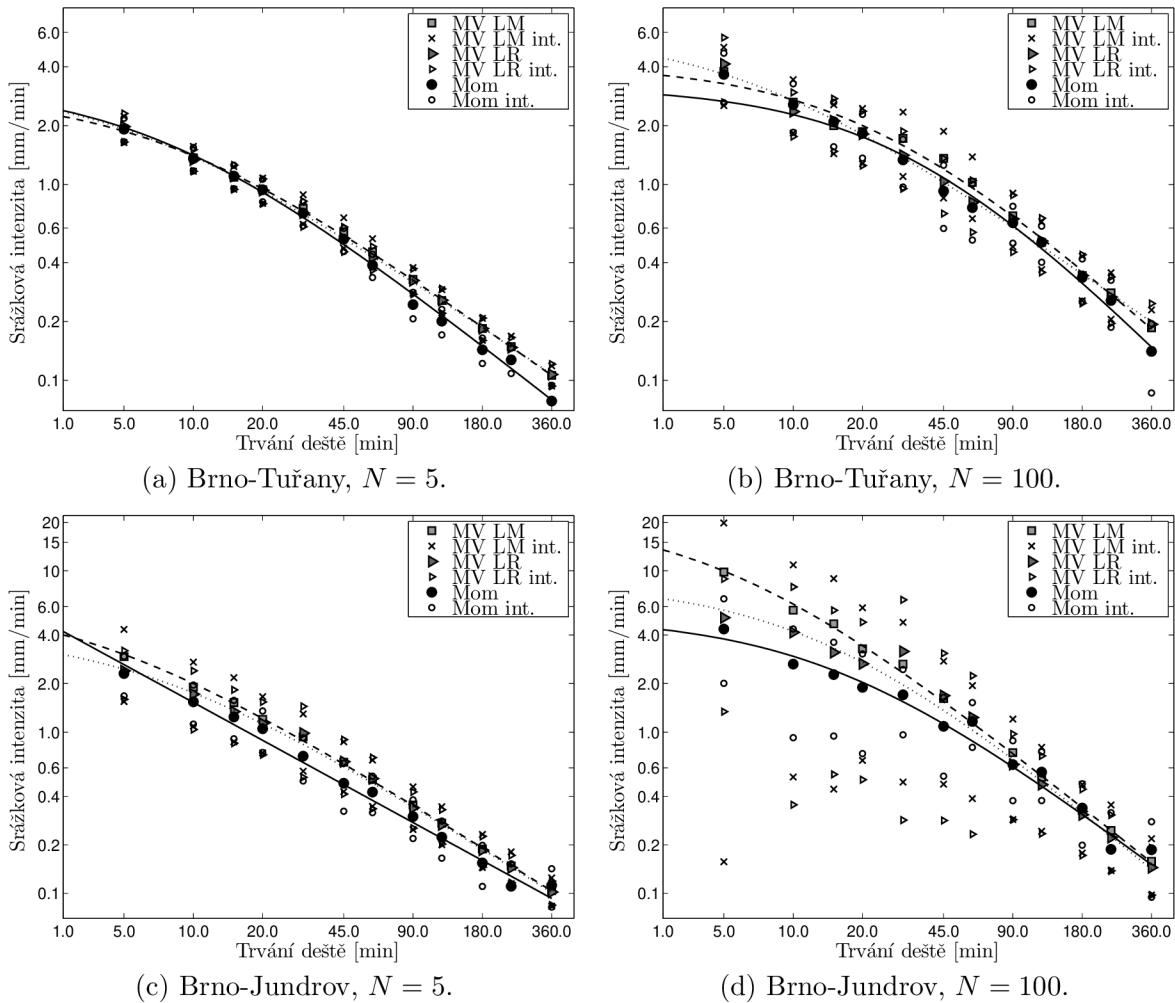 MV LM
MV LM int.
MV LR
MV LR int.
Mom
Mom int.
6.0
4.0
2.0
1.0
0.6
0.4
0.2
0.1
Srážková intenzita [mm/min]
1.0 5.0 10.0 20.0 45.0 90.0 180.0 360.0
Trvání deště [min]
(a) Brno-Tuřany, N = 5.
MV LM
MV LM int.
MV LR
MV LR int.
Mom
Mom int.
6.0
4.0
2.0
1.0
0.6
0.4
0.2
0.1
Srážková intenzita [mm/min]
1.0 5.0 10.0 20.0 45.0 90.0 180.0 360.0
Trvání deště [min]
(b) Brno-Tuřany, N = 100.
MV LM
MV LM int.
MV LR
MV LR int.
Mom
Mom int.
20
15
10
6.0
4.0
2.0
1.0
0.6
0.4
0.2
0.1
Srážková intenzita [mm/min]
1.0 5.0 10.0 20.0 45.0 90.0 180.0 360.0
Trvání deště [min]
(c) Brno-Jundrov, N = 5.
MV LM
MV LM int.
MV LR
MV LR int.
Mom
Mom int.
20
15
10
6.0
4.0
2.0
1.0
0.6
0.4
0.2
0.1
Srážková intenzita [mm/min]
1.0 5.0 10.0 20.0 45.0 90.0 180.0 360.0
Trvání deště [min]
(d) Brno-Jundrov, N = 100.